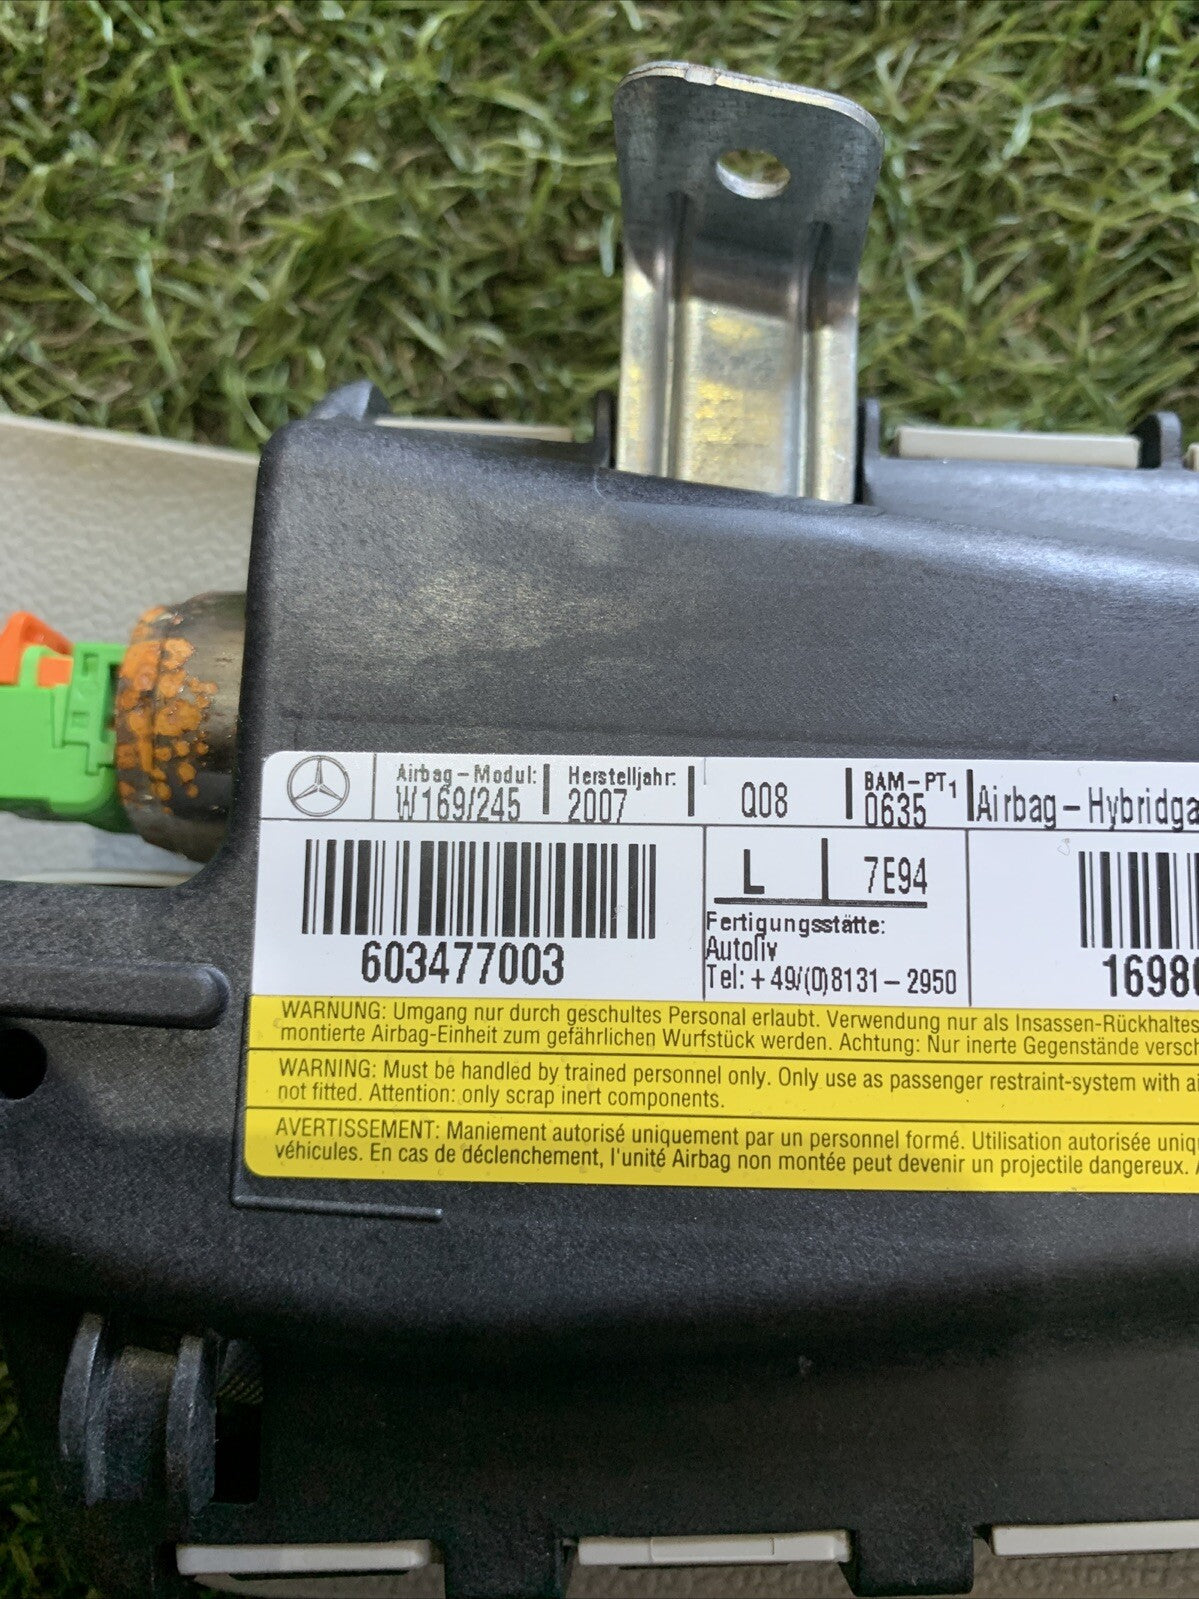 Airbag-Modul:
W169/245
Herstelljahr:
2007
Q08
BAM-PT1
0635
Airbag-Hybridga
603477003
L 7E94
Fertigungsstätte:
Autoliv
Tel: +49/(0)8131-2950
1698
WARNUNG: Umgang nur durch geschultes Personal erlaubt. Verwendung nur als Insassen-Rückhaltes
montierte Airbag-Einheit zum gefährlichen Wurfstück werden. Achtung: Nur inerte Gegenstände versch
WARNING: Must be handled by trained personnel only. Only use as passenger restraint-system with ai
not fitted. Attention: only scrap inert components.
AVERTISSEMENT: Maniement autorisé uniquement par un personnel formé. Utilisation autorisée uniq
véhicules. En cas de déclenchement, l'unité Airbag non montée peut devenir un projectile dangereux.